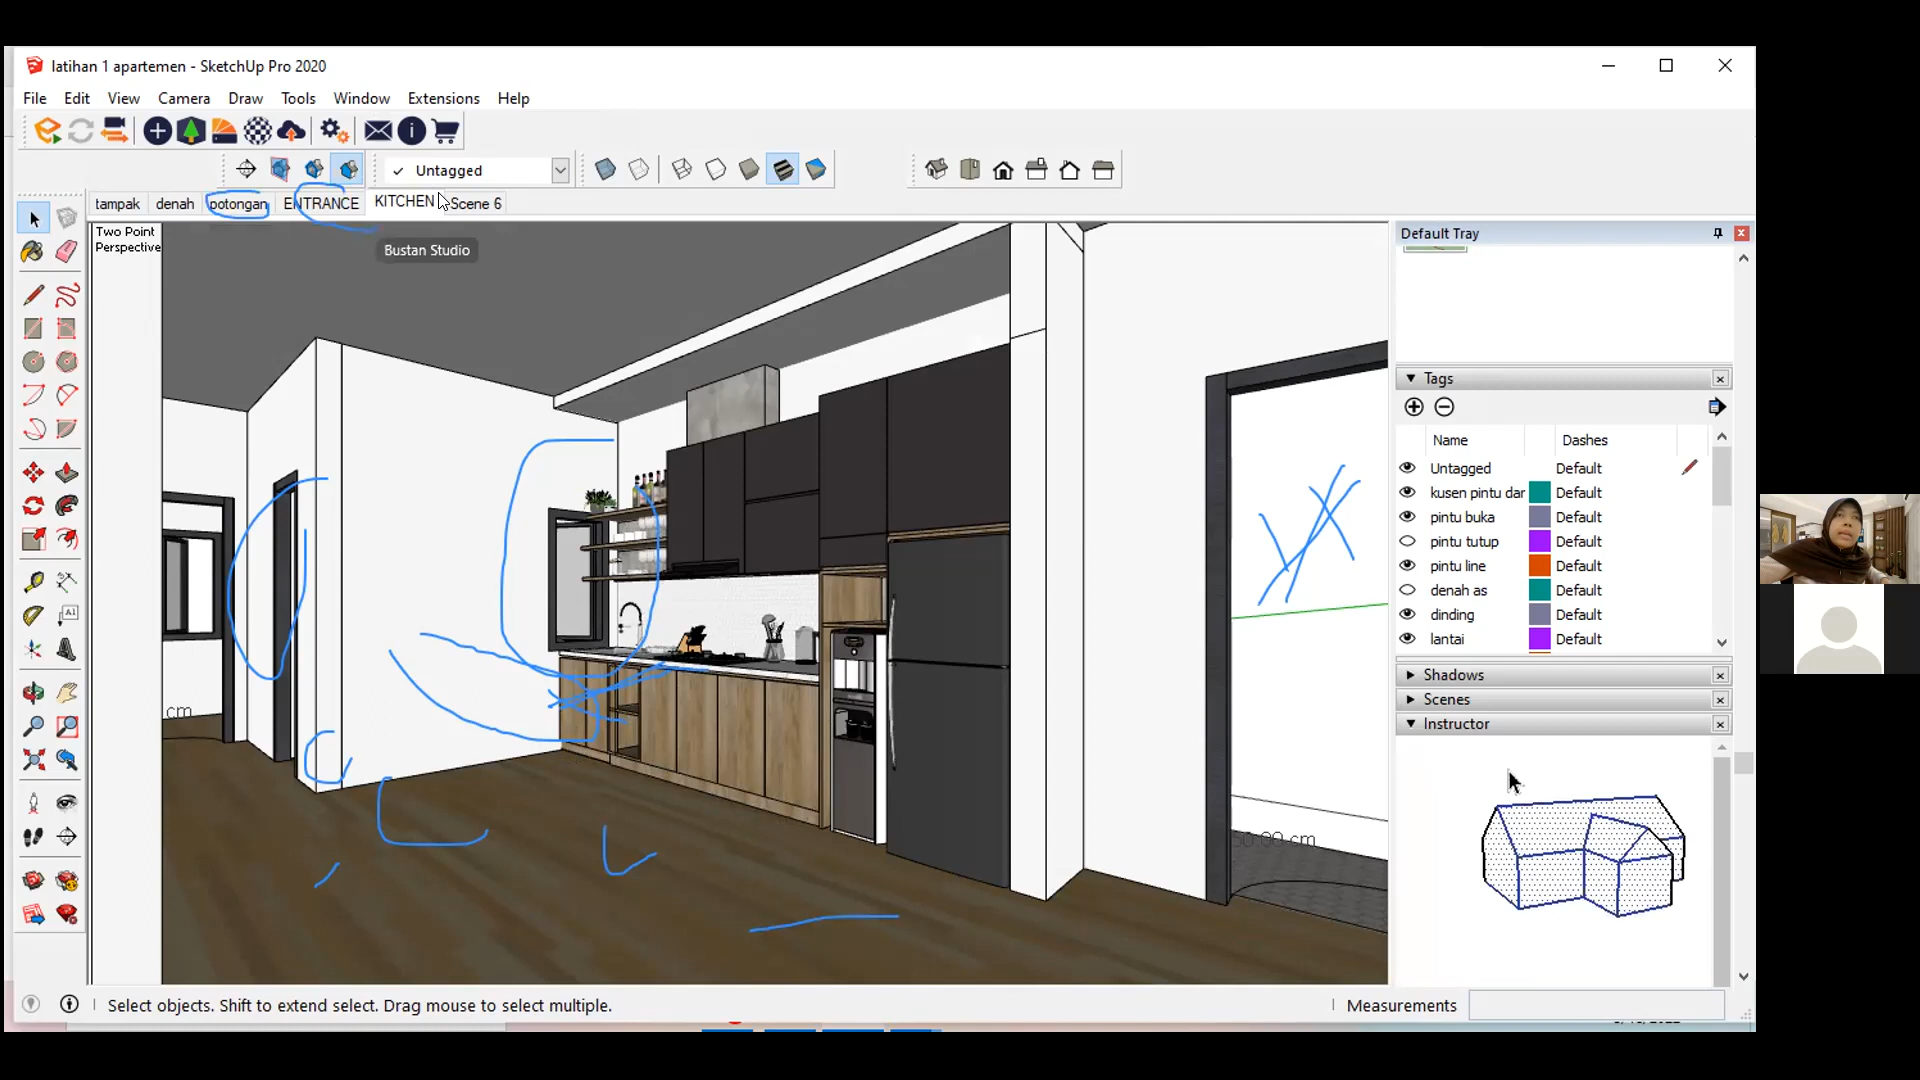 latihan 1 apartemen - SketchUp Pro 2020
File Edit View Camera Draw Tools Window Extensions Help
Untagged
tampak denah potongan ENTRANCE KITCHEN Scene 6
Two Point
Perspective
Bustan Studio
Default Tray
Tags
Name Dashes
Untagged Default
kusen pintu dar Default
pintu buka Default
pintu tutup Default
pintu line Default
denah as Default
dinding Default
lantai Default
Shadows
Scenes
Instructor
cm
cm
Select objects. Shift to extend select. Drag mouse to select multiple.
Measurements